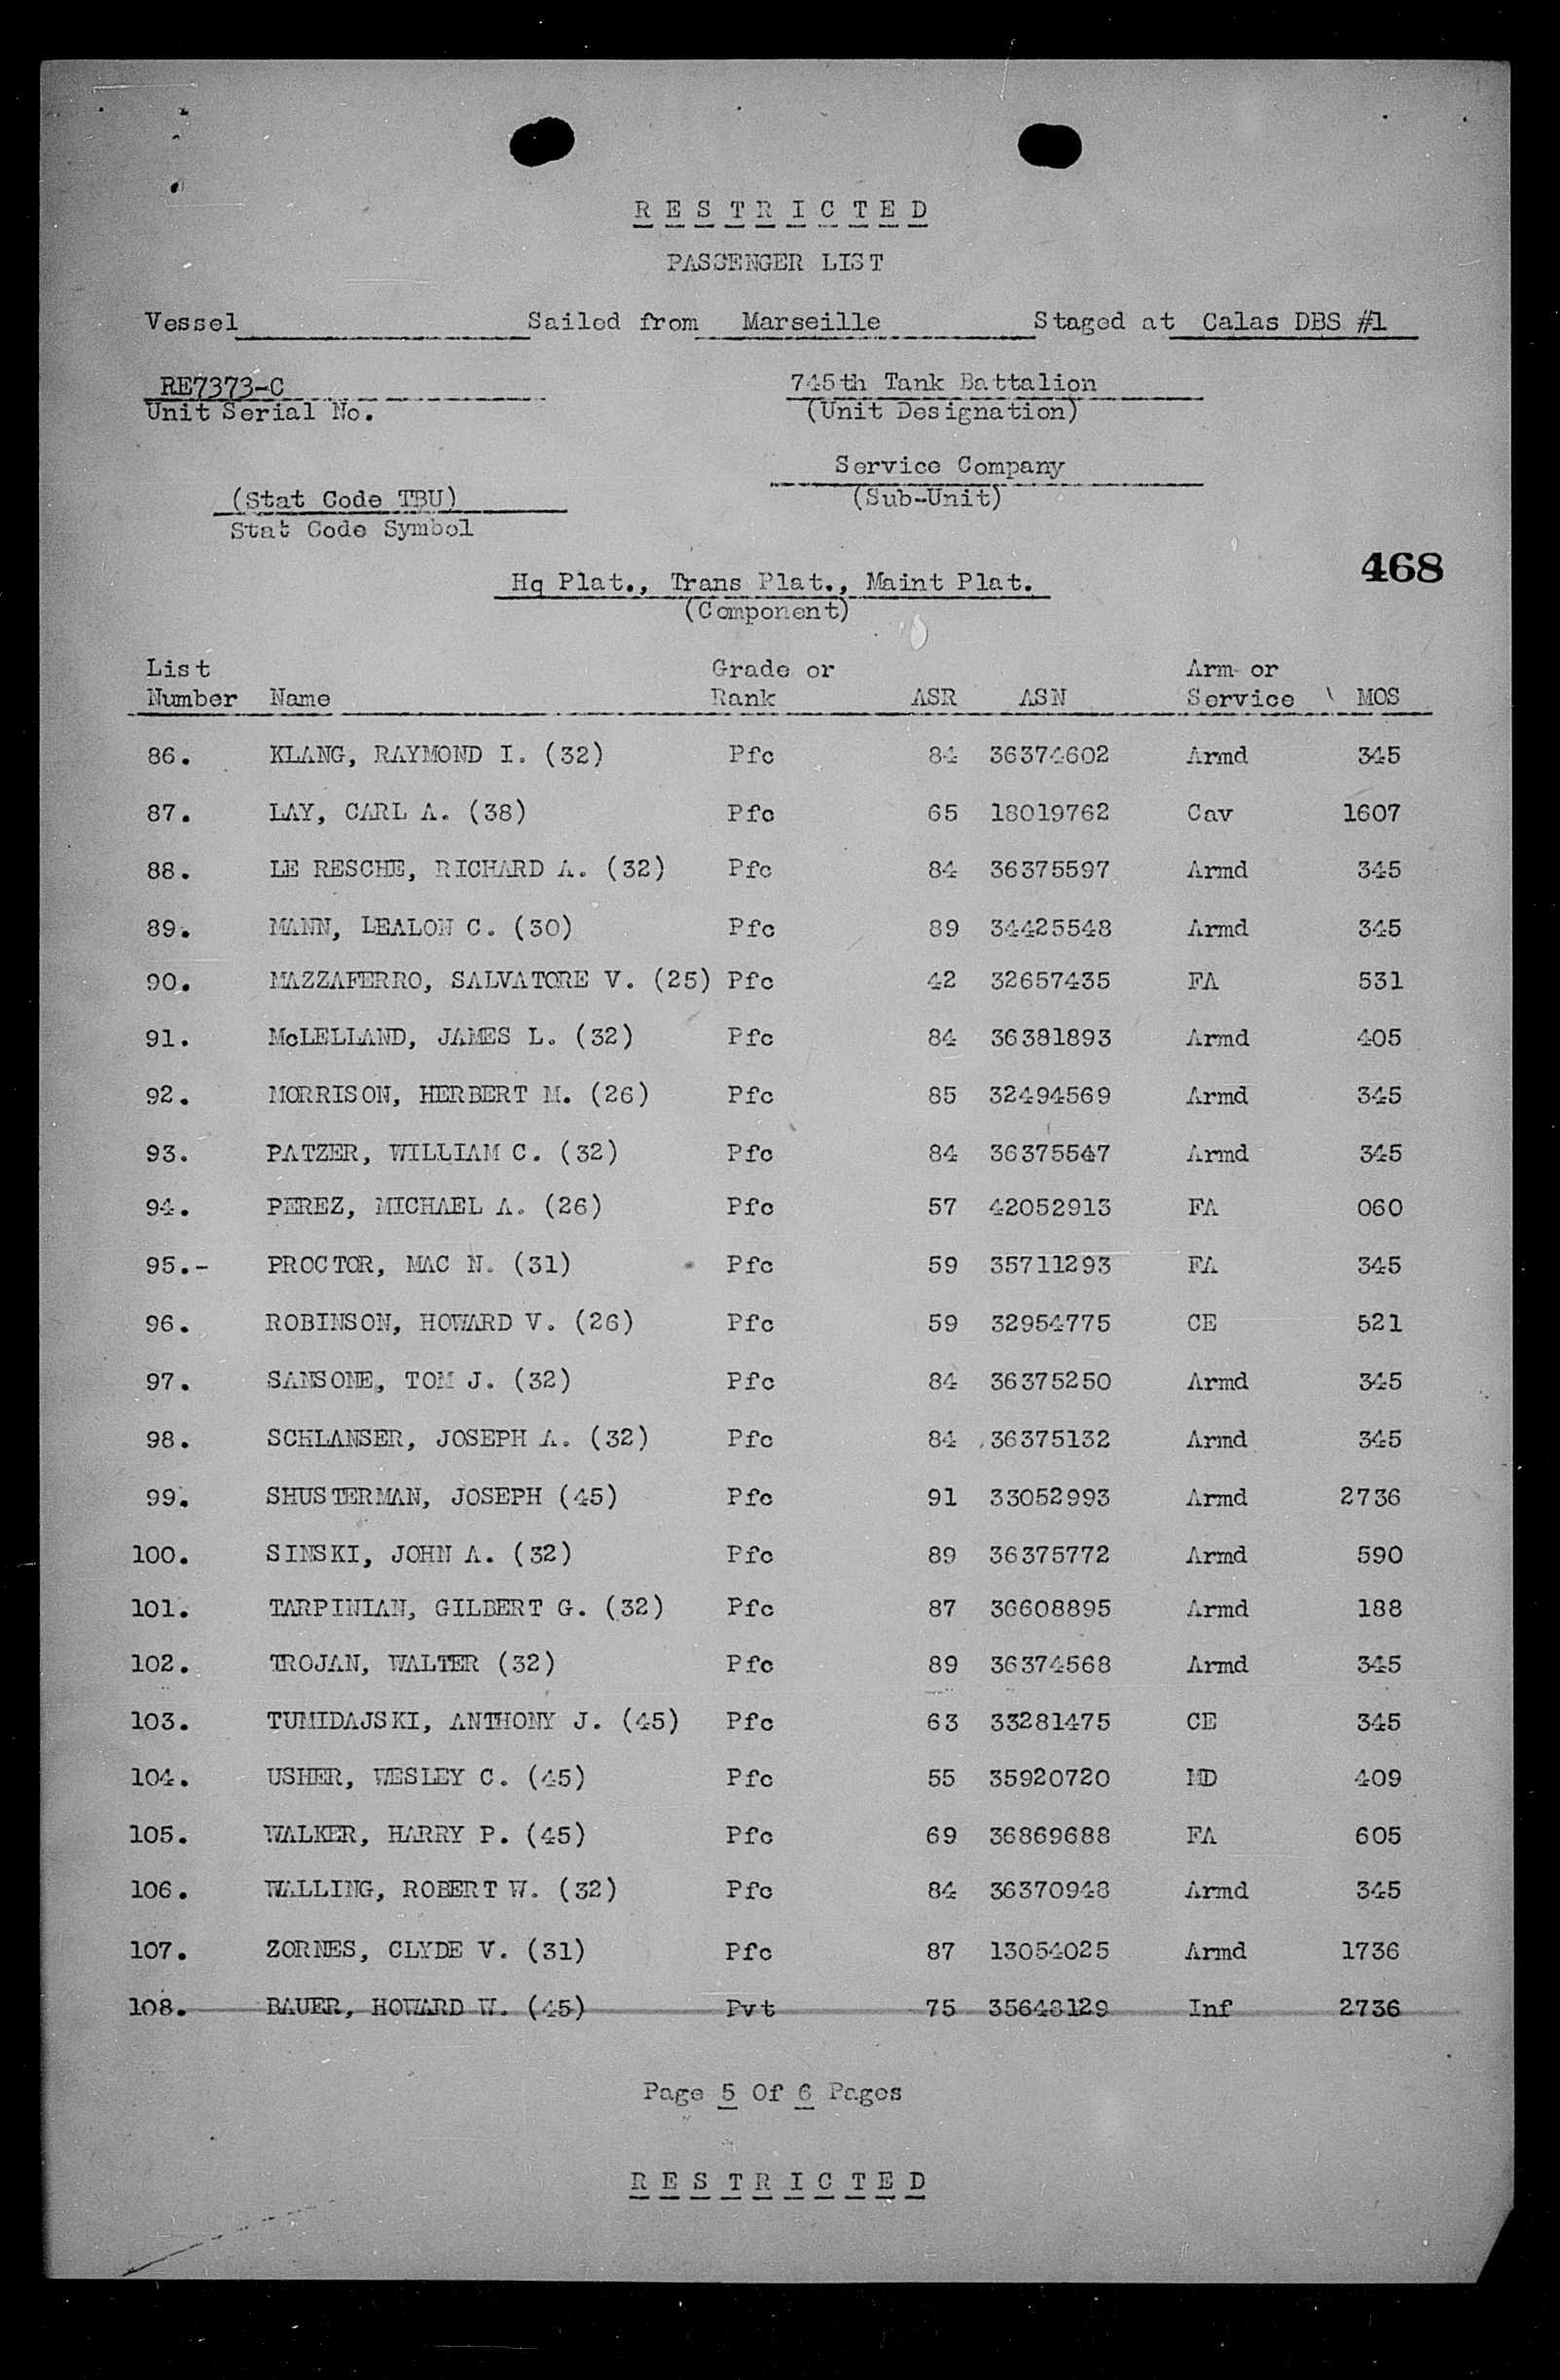 RESTRICTED
PASSENGER LIST
Vessel Sailed from Marseille Staged at Calas DBS #1
RE7373-C 745th Tank Battalion
Unit Serial No. (Unit Designation)
Service Company
(Stat Code TBU) (Sub-Unit)
Stat Code Symbol
468
Hq Plat., Trans Plat., Maint Plat.
(Component)
List Grade or Arm or
Number Name Rank ASR ASN Service MOS
86. KLANG, RAYMOND I. (32) Pfc 84 36374602 Armd 345
87. LAY, CARL A. (38) Pfc 65 18019762 Cav 1607
88. LE RESCHE, RICHARD A. (32) Pfc 84 36375597 Armd 345
89. MANN, LEALON C. (30) Pfc 89 34425548 Armd 345
90. MAZZAFERRO, SALVATORE V. (25) Pfc 42 32657435 FA 531
91. McLELLAND, JAMES L. (32) Pfc 84 36381893 Armd 405
92. MORRISON, HERBERT M. (26) Pfc 85 32494569 Armd 345
93. PATZER, WILLIAM C. (32) Pfc 84 36375547 Armd 345
94. PEREZ, MICHAEL A. (26) Pfc 57 42052913 FA 060
95.- PROCTOR, MAC N. (31) Pfc 59 35711293 FA 345
96. ROBINSON, HOWARD V. (26) Pfc 59 32954775 CE 521
97. SANSONE, TOM J. (32) Pfc 84 36375250 Armd 345
98. SCHLANSER, JOSEPH A. (32) Pfc 84 36375132 Armd 345
99. SHUSTERMAN, JOSEPH (45) Pfc 91 33052993 Armd 2736
100. SINSKI, JOHN A. (32) Pfc 89 36375772 Armd 590
101. TARPINIAN, GILBERT G. (32) Pfc 87 36608895 Armd 188
102. TROJAN, WALTER (32) Pfc 89 36374568 Armd 345
103. TUMIDAJSKI, ANTHONY J. (45) Pfc 63 33281475 CE 345
104. USHER, WESLEY C. (45) Pfc 55 35920720 MD 409
105. WALKER, HARRY P. (45) Pfc 69 36869688 FA 605
106. WALLING, ROBERT W. (32) Pfc 84 36370948 Armd 345
107. ZORNES, CLYDE V. (31) Pfc 87 13054025 Armd 1736
108. BAUER, HOWARD W. (45) Pvt 75 35648129 Inf 2736
Page 5 Of 6 Pages
RESTRICTED